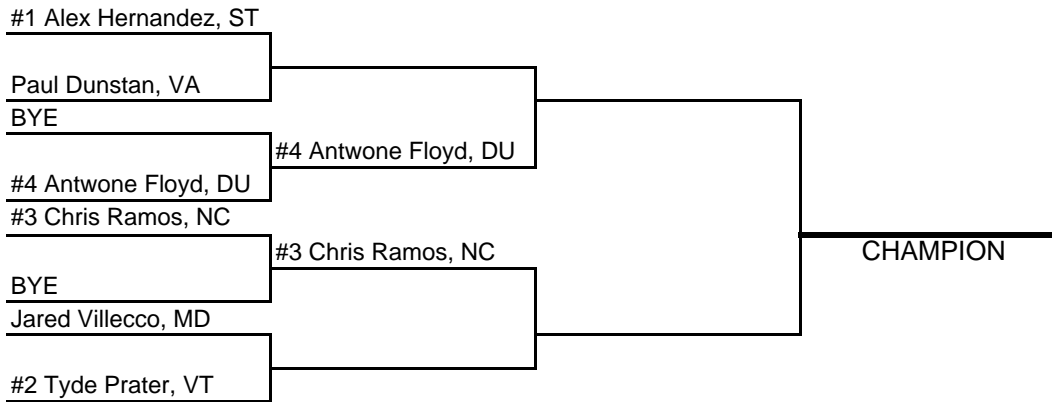 #1 Alex Hernandez, ST
Paul Dunstan, VA
BYE
#4 Antwone Floyd, DU
#4 Antwone Floyd, DU
#3 Chris Ramos, NC
#3 Chris Ramos, NC
CHAMPION
BYE
Jared Villecco, MD
#2 Tyde Prater, VT